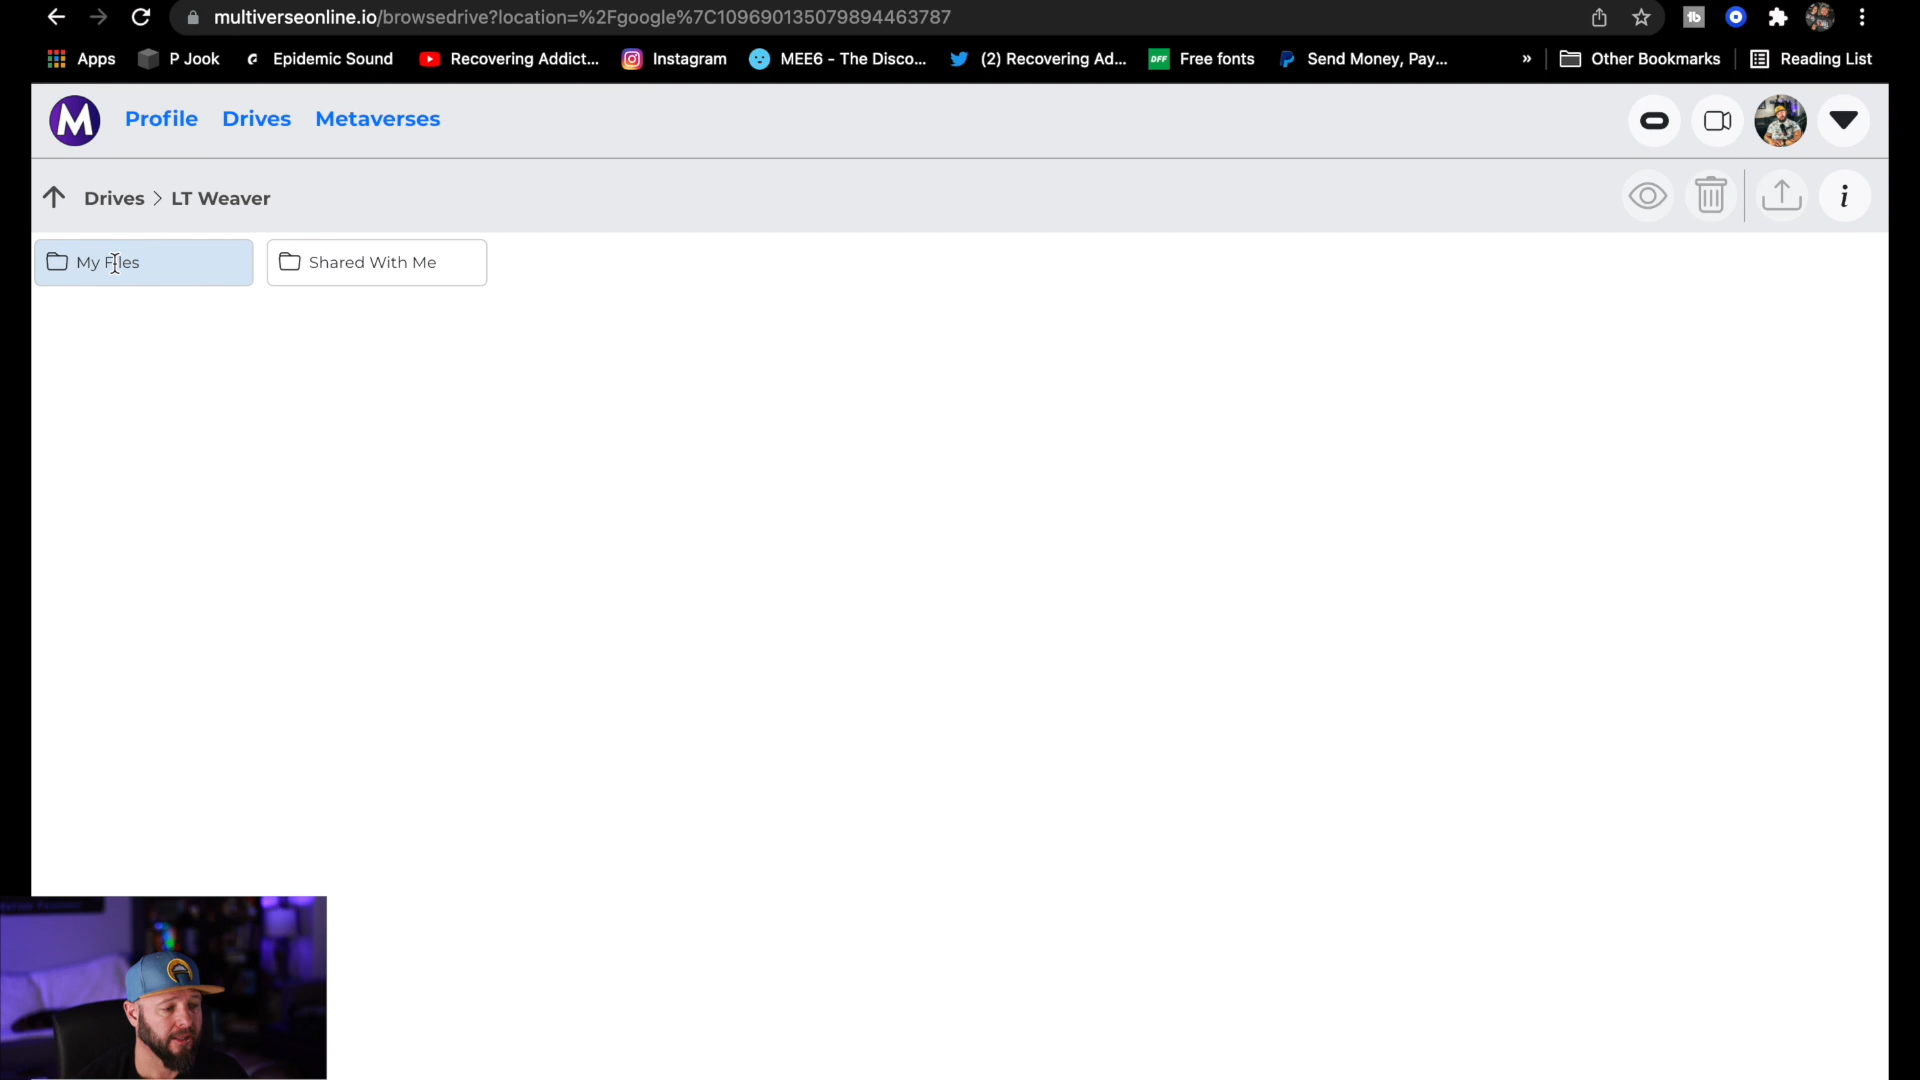 multiverseonline.io/browsedrive?location=%2Fgoogle%7C109690135079894463787
tb
Apps P Jook Epidemic Sound Recovering Addict... Instagram MEE6 - The Disco... (2) Recovering Ad... DFF Free fonts Send Money, Pay... » Other Bookmarks Reading List
M Profile Drives Metaverses
Drives > LT Weaver i
My Files Shared With Me